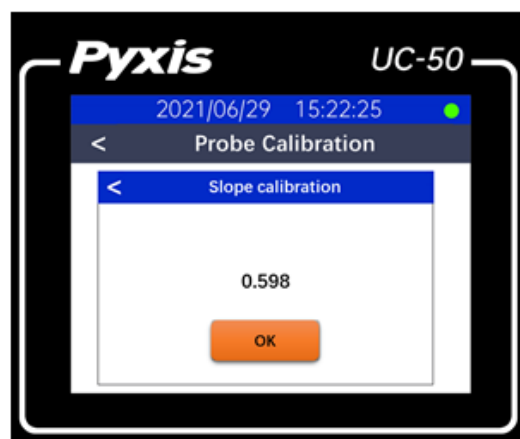 Pyxis UC-50
2021/06/29 15:22:25
< Probe Calibration
< Slope calibration
0.598
OK